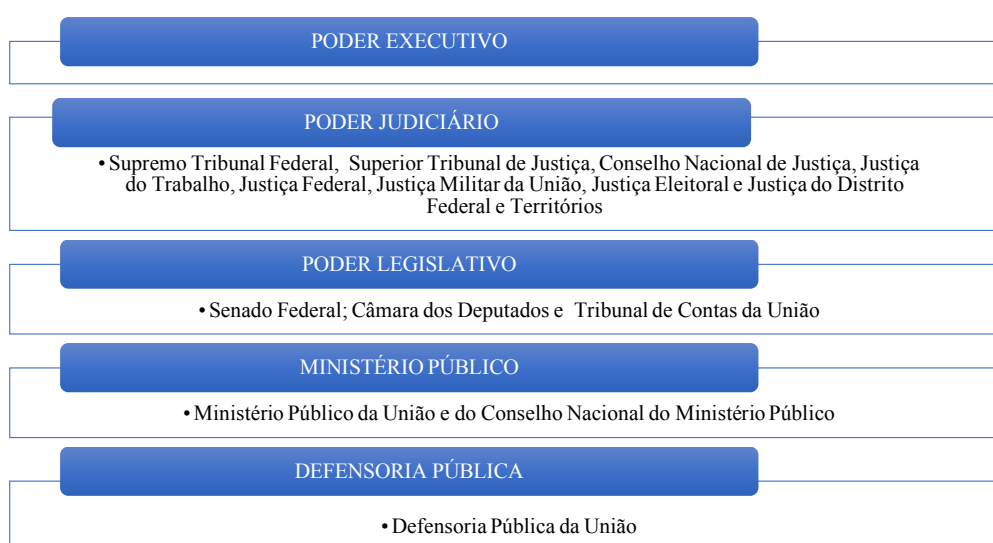 PODER EXECUTIVO
PODER JUDICIÁRIO
• Supremo Tribunal Federal, Superior Tribunal de Justiça, Conselho Nacional de Justiça, Justiça
do Trabalho, Justiça Federal, Justiça Militar da União, Justiça Eleitoral e Justiça do Distrito
Federal e Territórios
PODER LEGISLATIVO
• Senado Federal; Câmara dos Deputados e Tribunal de Contas da União
MINISTÉRIO PÚBLICO
• Ministério Público da União e do Conselho Nacional do Ministério Público
DEFENSORIA PÚBLICA
• Defensoria Pública da União